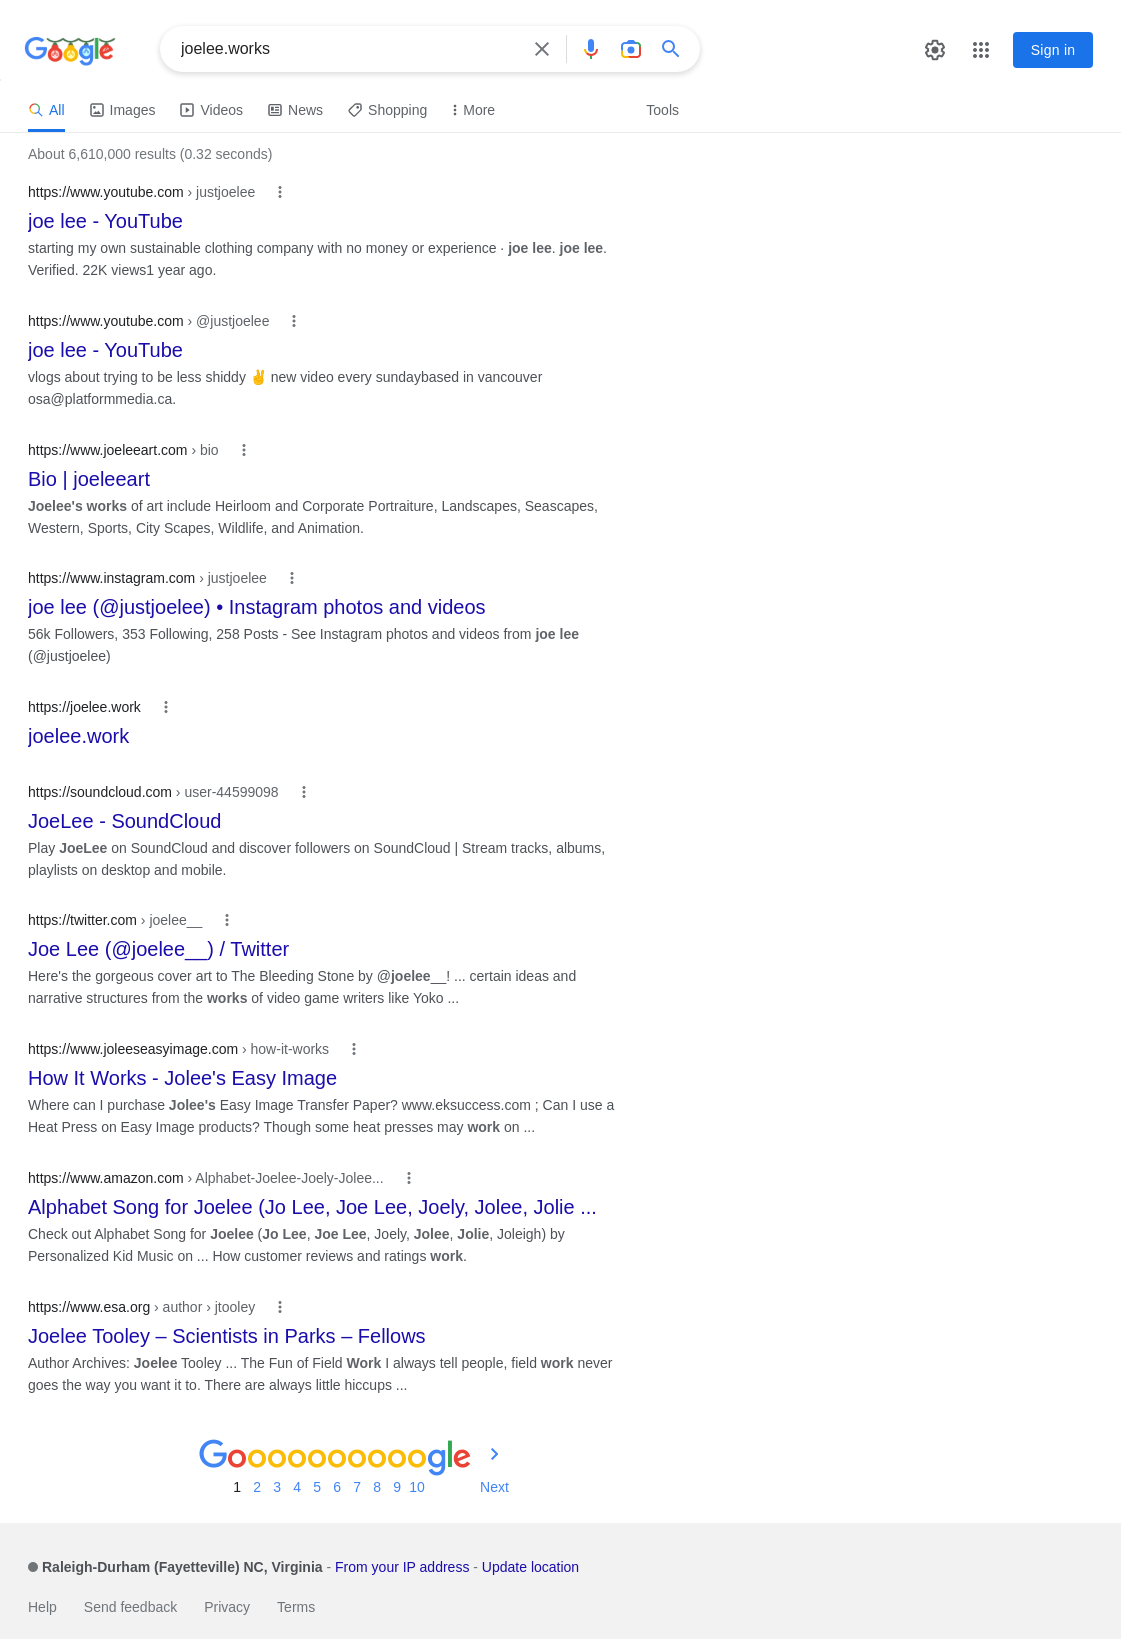 Google
joelee.works
Sign in
All
Images
Videos
News
Shopping
More
Tools
About 6,610,000 results (0.32 seconds)
https://www.youtube.com › justjoelee
joe lee - YouTube
starting my own sustainable clothing company with no money or experience · joe lee. joe lee.
Verified. 22K views1 year ago.
https://www.youtube.com › @justjoelee
joe lee - YouTube
vlogs about trying to be less shiddy ✌ new video every sundaybased in vancouver
osa@platformmedia.ca.
https://www.joeleeart.com › bio
Bio | joeleeart
Joelee's works of art include Heirloom and Corporate Portraiture, Landscapes, Seascapes,
Western, Sports, City Scapes, Wildlife, and Animation.
https://www.instagram.com › justjoelee
joe lee (@justjoelee) • Instagram photos and videos
56k Followers, 353 Following, 258 Posts - See Instagram photos and videos from joe lee
(@justjoelee)
https://joelee.work
joelee.work
https://soundcloud.com › user-44599098
JoeLee - SoundCloud
Play JoeLee on SoundCloud and discover followers on SoundCloud | Stream tracks, albums,
playlists on desktop and mobile.
https://twitter.com › joelee__
Joe Lee (@joelee__) / Twitter
Here's the gorgeous cover art to The Bleeding Stone by @joelee__! ... certain ideas and
narrative structures from the works of video game writers like Yoko ...
https://www.joleeseasyimage.com › how-it-works
How It Works - Jolee's Easy Image
Where can I purchase Jolee's Easy Image Transfer Paper? www.eksuccess.com ; Can I use a
Heat Press on Easy Image products? Though some heat presses may work on ...
https://www.amazon.com › Alphabet-Joelee-Joely-Jolee...
Alphabet Song for Joelee (Jo Lee, Joe Lee, Joely, Jolee, Jolie ...
Check out Alphabet Song for Joelee (Jo Lee, Joe Lee, Joely, Jolee, Jolie, Joleigh) by
Personalized Kid Music on ... How customer reviews and ratings work.
https://www.esa.org › author › jtooley
Joelee Tooley – Scientists in Parks – Fellows
Author Archives: Joelee Tooley ... The Fun of Field Work I always tell people, field work never
goes the way you want it to. There are always little hiccups ...
Goooooooooogle
1 2 3 4 5 6 7 8 9 10 Next
Raleigh-Durham (Fayetteville) NC, Virginia - From your IP address - Update location
Help Send feedback Privacy Terms